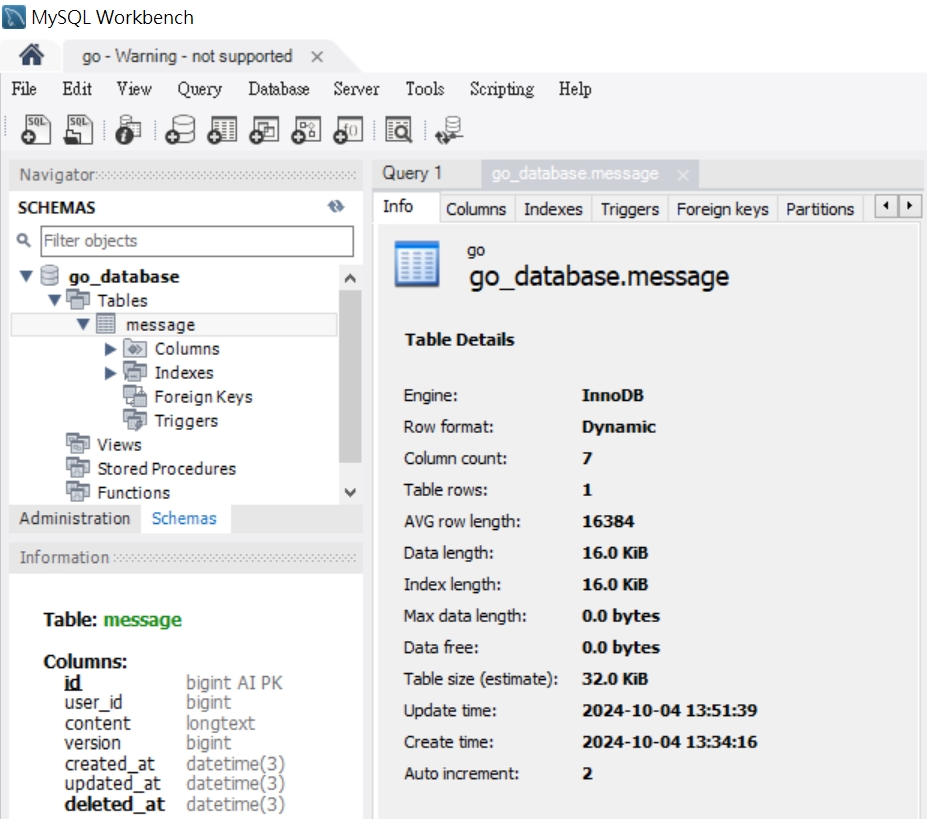 MySQL Workbench
go - Warning - not supported
File Edit View Query Database Server Tools Scripting Help
SQL SQL
Navigator
SCHEMAS
Filter objects
go_database
Tables
message
Columns
Indexes
Foreign Keys
Triggers
Views
Stored Procedures
Functions
Administration Schemas
Information
Table: message
Columns:
id bigint AI PK
user_id bigint
content longtext
version bigint
created_at datetime(3)
updated_at datetime(3)
deleted_at datetime(3)
Query 1 go_database.message
Info Columns Indexes Triggers Foreign keys Partitions
go
go_database.message
Table Details
Engine: InnoDB
Row format: Dynamic
Column count: 7
Table rows: 1
AVG row length: 16384
Data length: 16.0 KiB
Index length: 16.0 KiB
Max data length: 0.0 bytes
Data free: 0.0 bytes
Table size (estimate): 32.0 KiB
Update time: 2024-10-04 13:51:39
Create time: 2024-10-04 13:34:16
Auto increment: 2